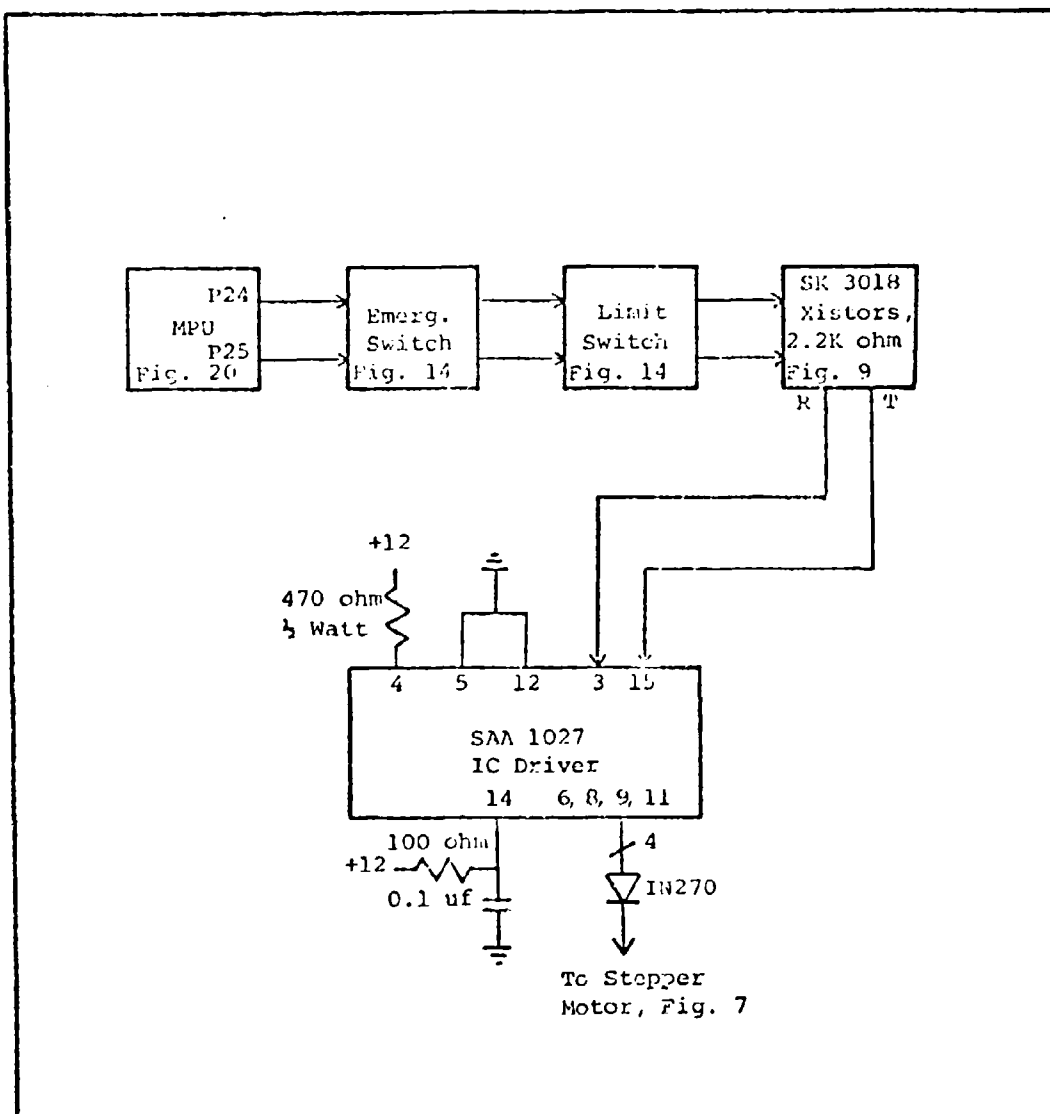 P24
MPU
P25
Fig. 20
Emerg.
Switch
Fig. 14
Limit
Switch
Fig. 14
SK 3018
Xistors,
2.2K ohm
Fig. 9
R T
+12
470 ohm
½ Watt
4 5 12 3 15
SAA 1027
IC Driver
14 6, 8, 9, 11
100 ohm
+12
0.1 uf
4
IN270
To Stepper
Motor, Fig. 7